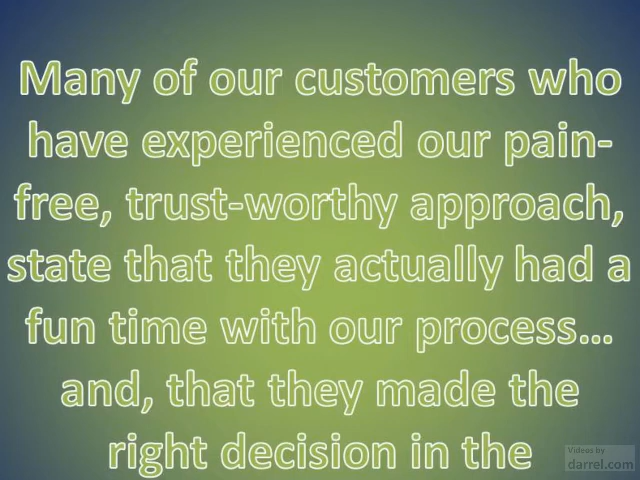 Many of our customers who
have experienced our pain-
free, trust-worthy approach,
state that they actually had a
fun time with our process...
and, that they made the
right decision in the
Videos by
darrel.com